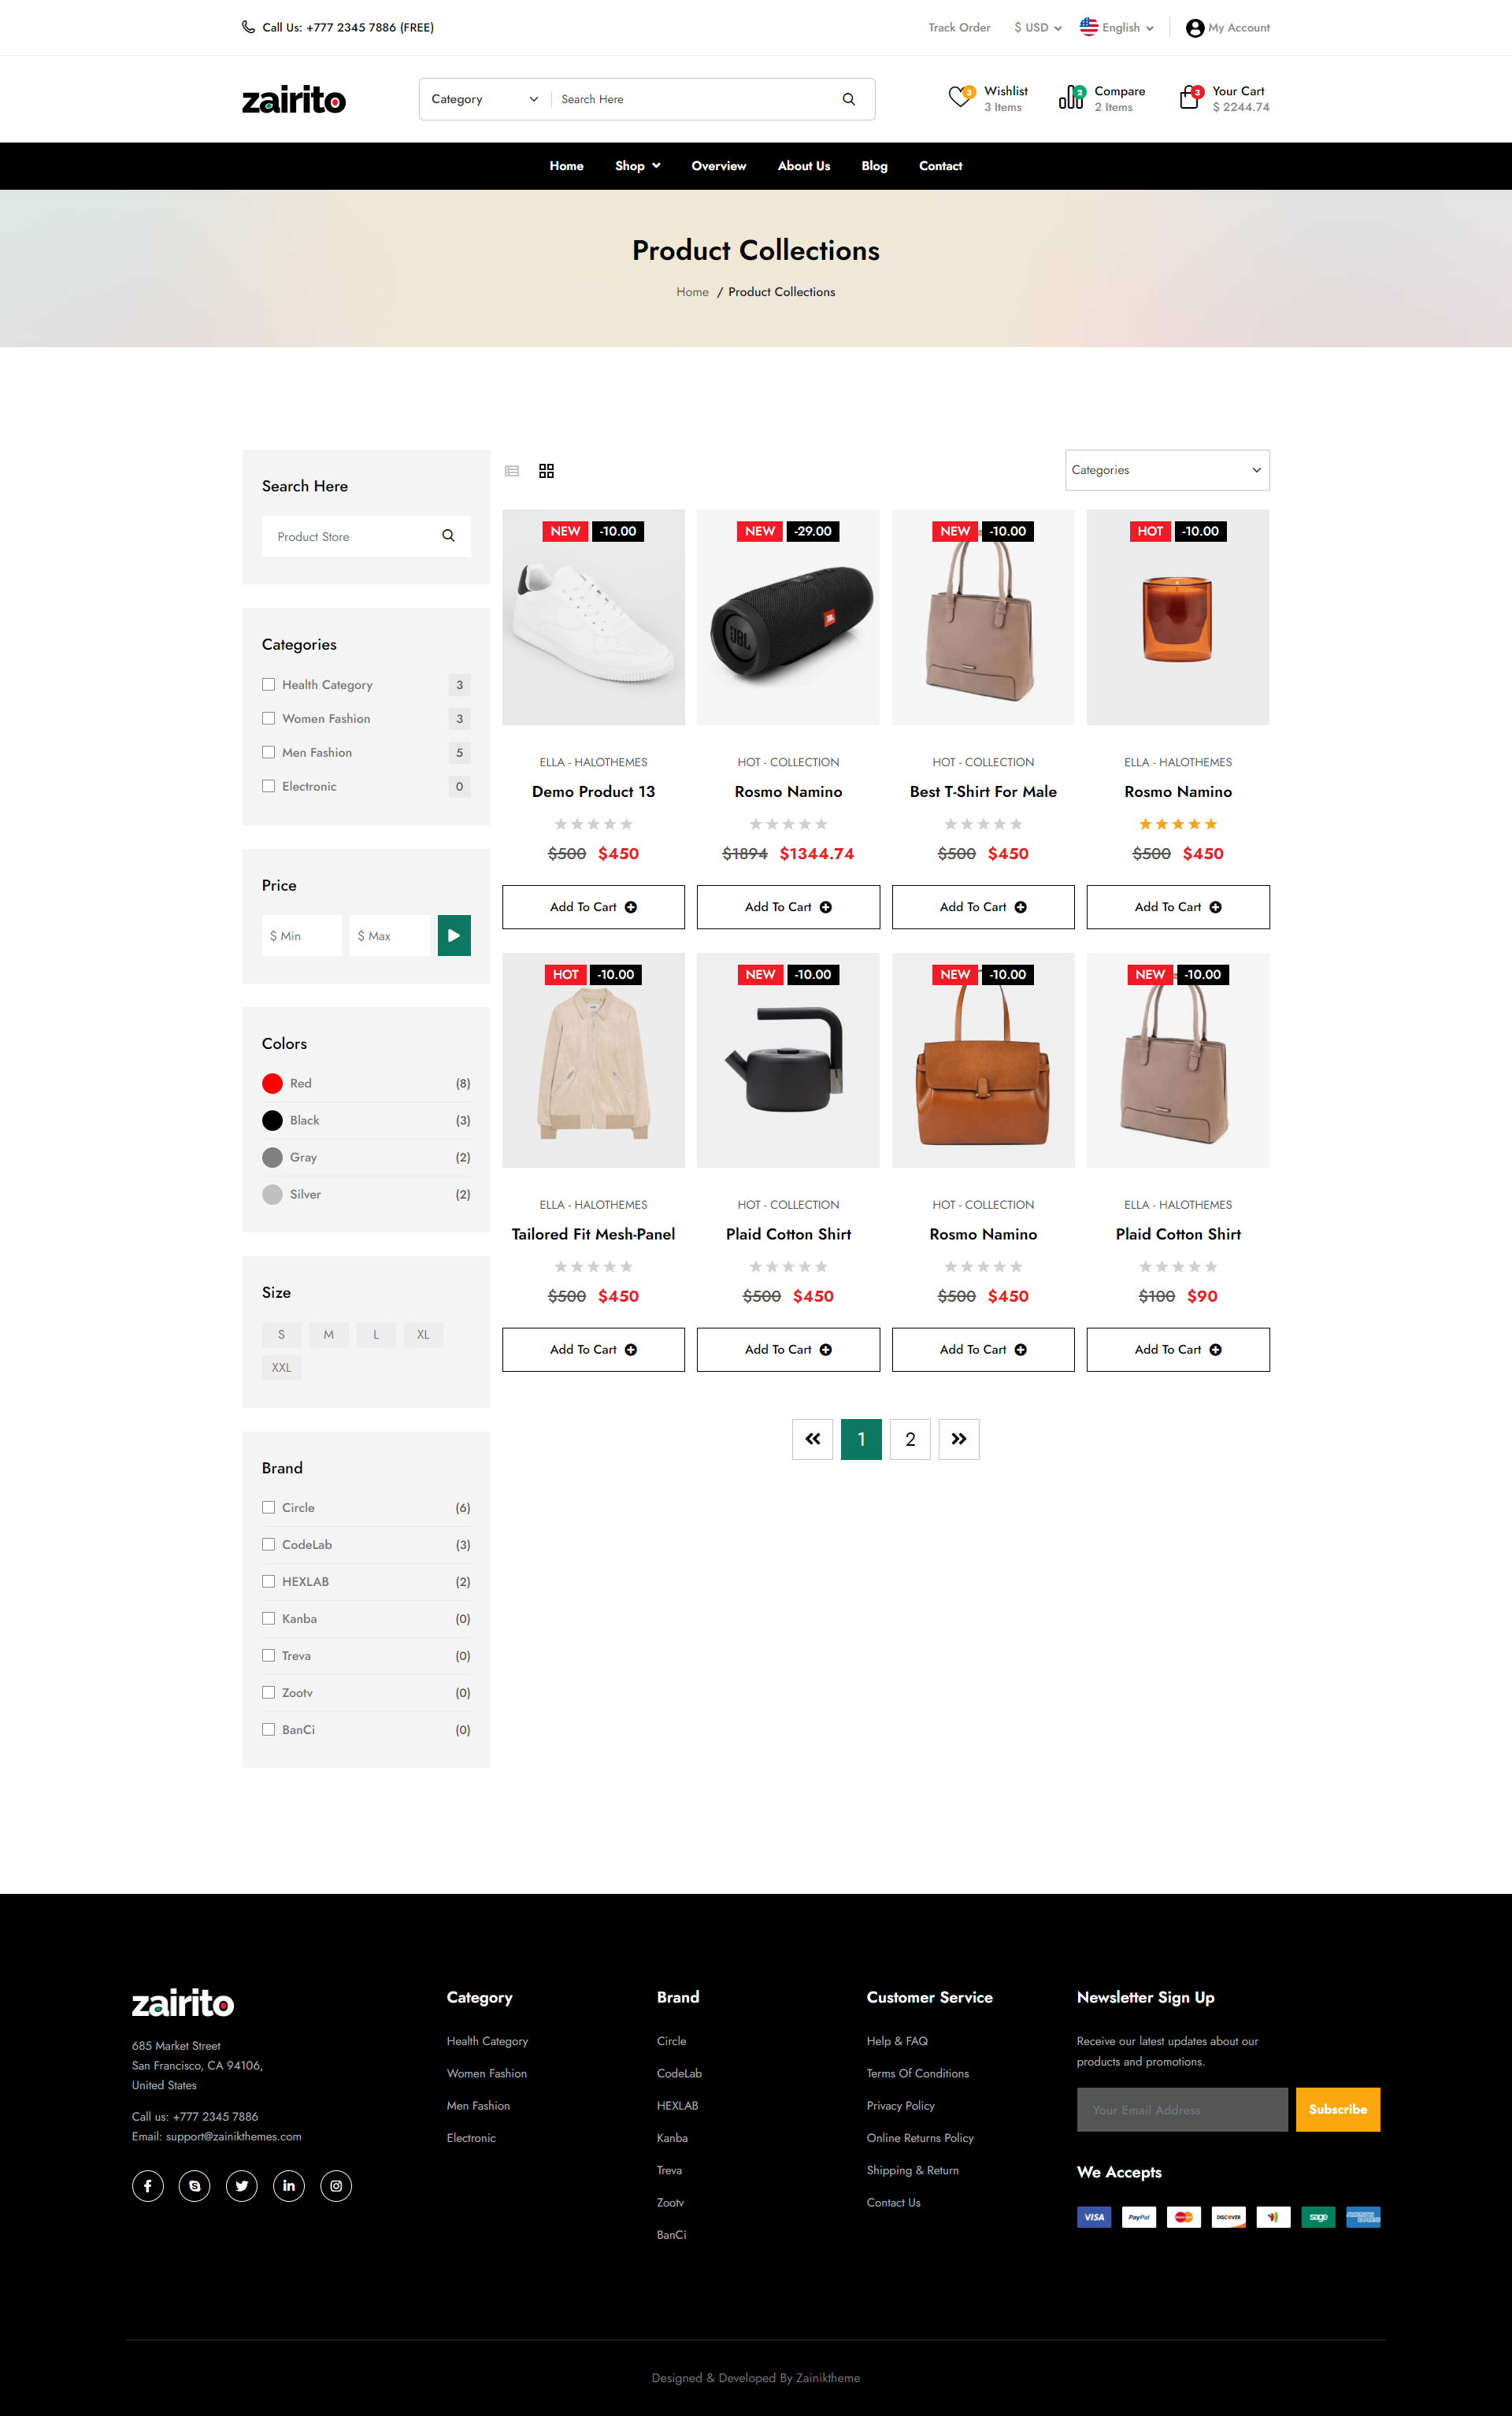 Call Us: +777 2345 7886 (FREE)
Track Order
$ USD
English
My Account
zairito
Category
Search Here
3
Wishlist
3 Items
2
Compare
2 Items
3
Your Cart
$ 2244.74
Home
Shop
Overview
About Us
Blog
Contact
Product Collections
Home / Product Collections
Search Here
Product Store
Categories
Health Category 3
Women Fashion 3
Men Fashion 5
Electronic 0
Price
$ Min
$ Max
Colors
Red (8)
Black (3)
Gray (2)
Silver (2)
Size
S M L XL
XXL
Brand
Circle (6)
CodeLab (3)
HEXLAB (2)
Kanba (0)
Treva (0)
Zootv (0)
BanCi (0)
Categories
NEW -10.00
ELLA - HALOTHEMES
Demo Product 13
$500 $450
Add To Cart
NEW -29.00
JBL
JBL
HOT - COLLECTION
Rosmo Namino
$1894 $1344.74
Add To Cart
NEW -10.00
HOT - COLLECTION
Best T-Shirt For Male
$500 $450
Add To Cart
HOT -10.00
ELLA - HALOTHEMES
Rosmo Namino
$500 $450
Add To Cart
HOT -10.00
ELLA - HALOTHEMES
Tailored Fit Mesh-Panel
$500 $450
Add To Cart
NEW -10.00
HOT - COLLECTION
Plaid Cotton Shirt
$500 $450
Add To Cart
NEW -10.00
HOT - COLLECTION
Rosmo Namino
$500 $450
Add To Cart
NEW -10.00
ELLA - HALOTHEMES
Plaid Cotton Shirt
$100 $90
Add To Cart
1
2
zairito
685 Market Street
San Francisco, CA 94106,
United States
Call us: +777 2345 7886
Email: support@zainikthemes.com
Category
Health Category
Women Fashion
Men Fashion
Electronic
Brand
Circle
CodeLab
HEXLAB
Kanba
Treva
Zootv
BanCi
Customer Service
Help & FAQ
Terms Of Conditions
Privacy Policy
Online Returns Policy
Shipping & Return
Contact Us
Newsletter Sign Up
Receive our latest updates about our
products and promotions.
Your Email Address
Subscribe
We Accepts
VISA
PayPal
DISCOVER
sage
AMERICAN EXPRESS
Designed & Developed By Zainiktheme